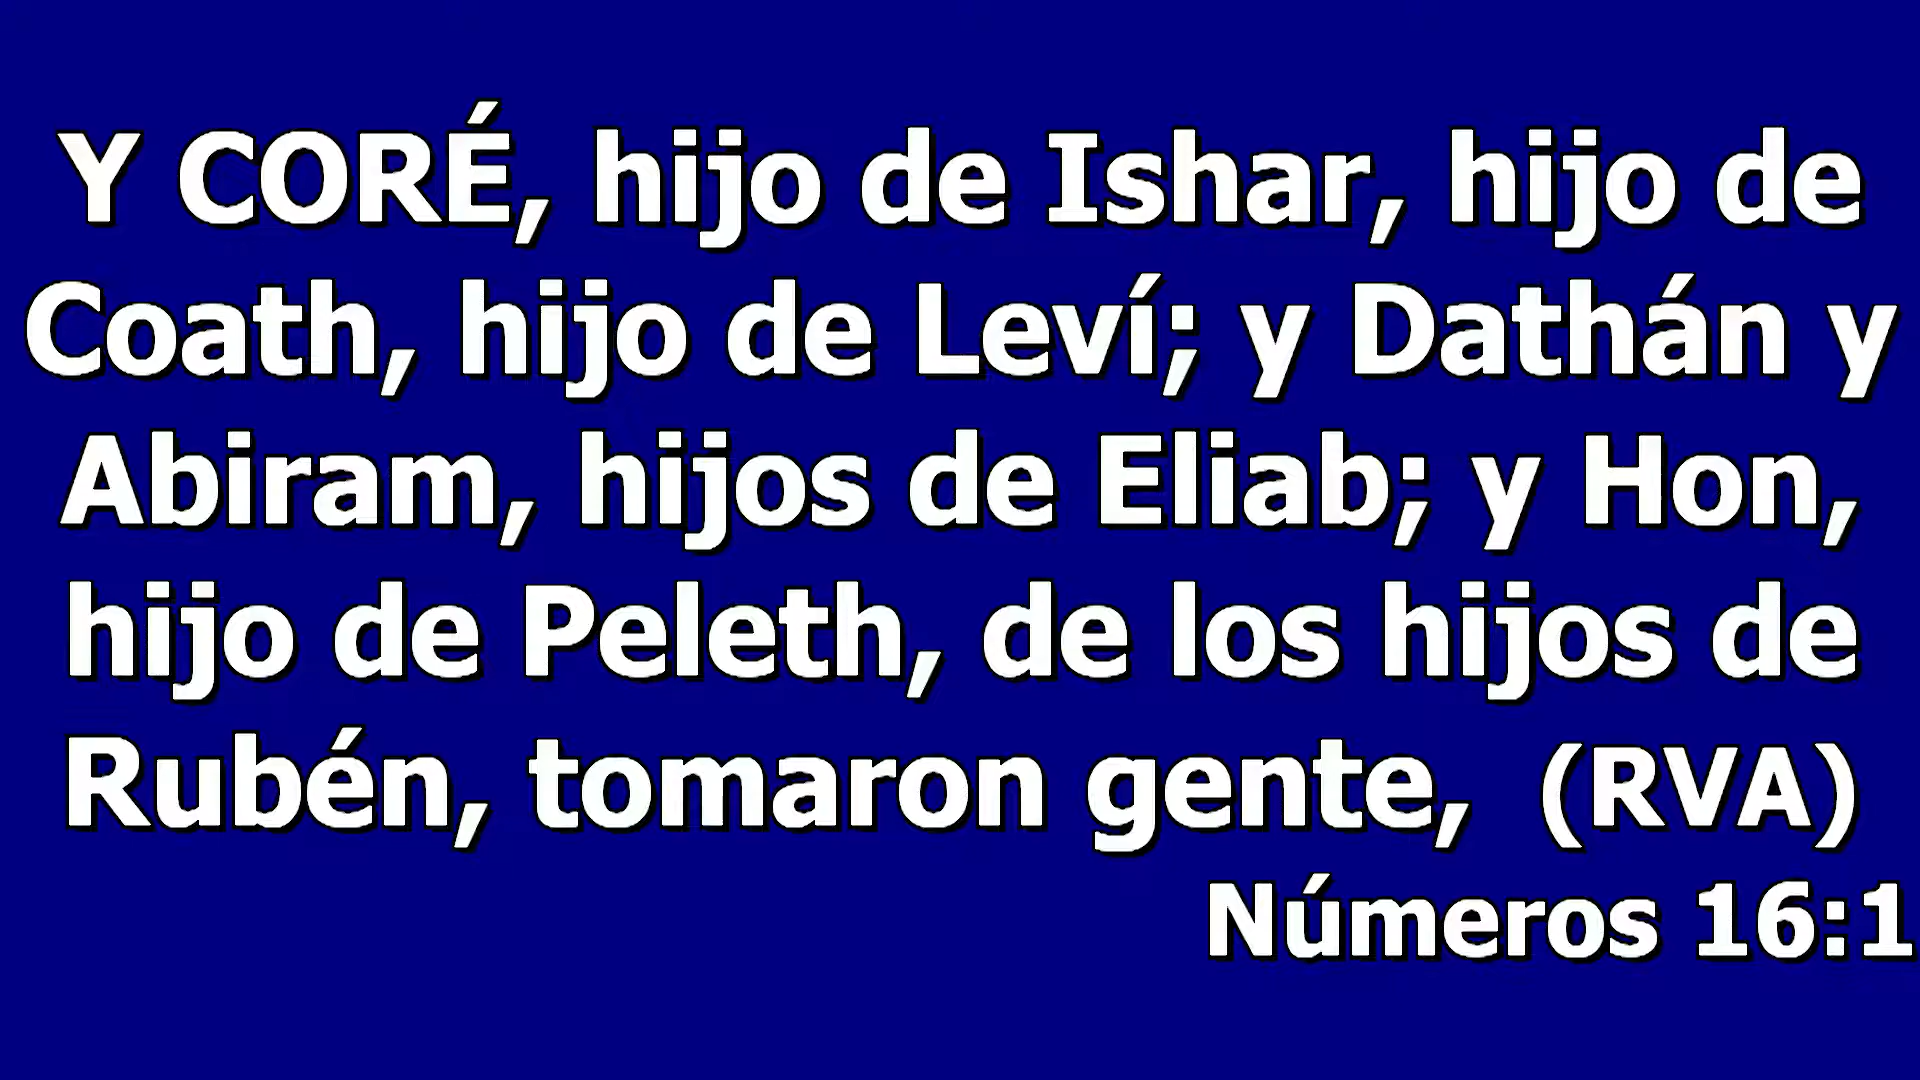 Y CORÉ, hijo de Ishar, hijo de
Coath, hijo de Leví; y Dathán y
Abiram, hijos de Eliab; y Hon,
hijo de Peleth, de los hijos de
Rubén, tomaron gente,  (RVA)
Números 16:1